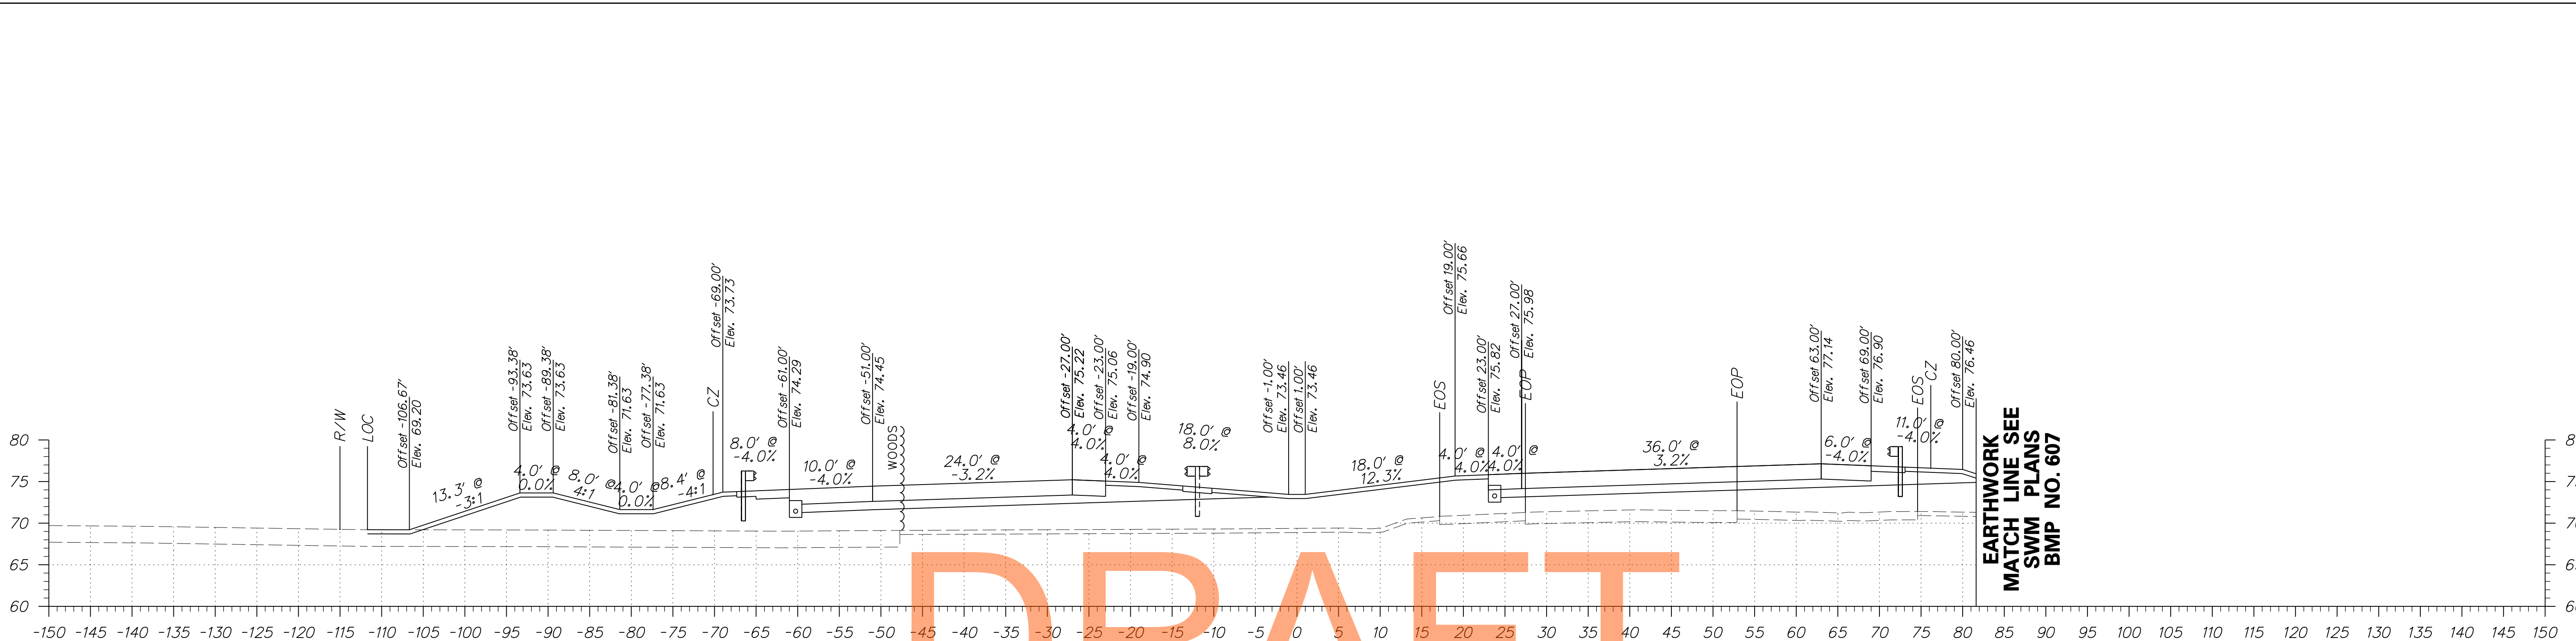 R/W
LOC
Offset -106.67'
Elev. 69.20
13.3' @
-3:1
Offset -93.38'
Elev. 73.63
4.0' @
0.0%
Offset -89.38'
Elev. 73.63
8.0' @
4:1
Offset -81.38'
Elev. 71.63
4.0' @
0.0%
Offset -77.38'
Elev. 71.63
8.4' @
-4:1
CZ
Offset -69.00'
Elev. 73.73
8.0' @
-4.0%
Offset -61.00'
Elev. 74.29
10.0' @
-4.0%
Offset -51.00'
Elev. 74.45
WOODS
24.0' @
-3.2%
Offset -27.00'
Elev. 75.22
4.0' @
4.0%
Offset -23.00'
Elev. 75.06
4.0' @
4.0%
Offset -19.00'
Elev. 74.90
18.0' @
8.0%
Offset -1.00'
Elev. 73.46
Offset 1.00'
Elev. 73.46
18.0' @
12.3%
EOS
Offset 19.00'
Elev. 75.66
4.0' @
4.0%
Offset 23.00'
Elev. 75.82
4.0' @
4.0%
Offset 27.00'
Elev. 75.98
EOP
36.0' @
3.2%
EOP
Offset 63.00'
Elev. 77.14
6.0' @
-4.0%
Offset 69.00'
Elev. 76.90
11.0' @
-4.0%
EOS
CZ
Offset 80.00'
Elev. 76.46
EARTHWORK
MATCH LINE SEE
SWM PLANS
BMP NO. 607
80
75
70
65
60
DRAFT
-150 -145 -140 -135 -130 -125 -120 -115 -110 -105 -100 -95 -90 -85 -80 -75 -70 -65 -60 -55 -50 -45 -40 -35 -30 -25 -20 -15 -10 -5 0 5 10 15 20 25 30 35 40 45 50 55 60 65 70 75 80 85 90 95 100 105 110 115 120 125 130 135 140 145 150